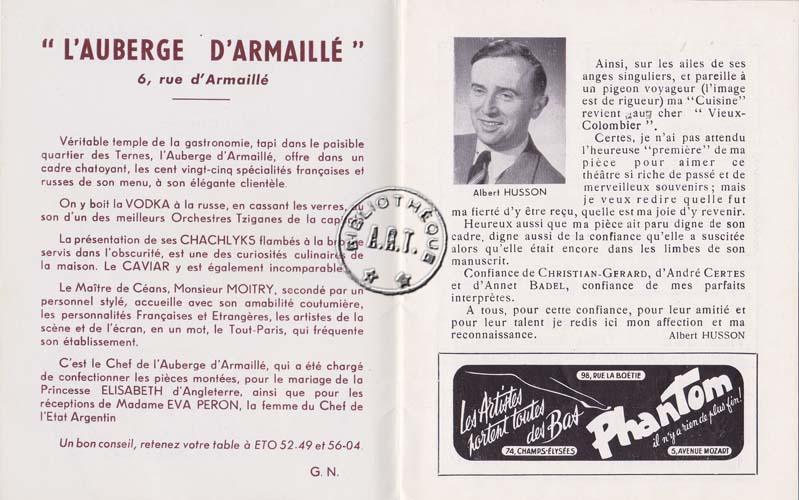 " L'AUBERGE D'ARMAILLÉ "
6, rue d'Armaillé
Véritable temple de la gastronomie, tapi dans le paisible
quartier des Ternes, l'Auberge d'Armaillé, offre dans un
cadre chatoyant, les cent vingt-cinq spécialités françaises et
russes de son menu, à son élégante clientèle.
On y boit la VODKA à la russe, en cassant les verres,
son d'un des meilleurs Orchestres Tziganes de la
La présentation de ses CHACHLYKS flambés à la
servis dans l'obscurité, est une des curiosités culinaires
la maison. Le CAVIAR y est également incomparable.
Le Maître de Céans, Monsieur MOITRY, secondé par un
personnel stylé, accueille avec son amabilité coutumière,
les personnalités Françaises et Etrangères, les artistes de la
scène et de l'écran, en un mot, le Tout-Paris, qui fréquente
son établissement.
C'est le Chef de l'Auberge d'Armaillé, qui a été chargé
de confectionner les pièces montées, pour le mariage de la
Princesse ELISABETH d'Angleterre, ainsi que pour les
réceptions de Madame EVA PERON, la femme du Chef de
l'Etat Argentin
Un bon conseil, retenez votre table à ETO 52.49 et 56-04.
G. N.
BIBLIOTHÈQUE
A.R.T.
Albert HUSSON
Ainsi, sur les ailes de ses
anges singuliers, et pareille à
un pigeon voyageur (l'image
est de rigueur) ma "Cuisine"
revient au cher " Vieux-
Colombier ".
Certes, je n'ai pas attendu
l'heureuse "première" de ma
pièce pour aimer ce
théâtre si riche de passé et de
merveilleux souvenirs ; mais
je veux redire quelle fut
ma fierté d'y être reçu, quelle est ma joie d'y revenir.
Heureux aussi que ma pièce ait paru digne de son
cadre, digne aussi de la confiance qu'elle a suscitée
alors qu'elle était encore dans les limbes de son
manuscrit.
Confiance de CHRISTIAN-GERARD, d'André CERTES
et d'Annet BADEL, confiance de mes parfaits
interprètes.
A tous, pour cette confiance, pour leur amitié et
pour leur talent je redis ici mon affection et ma
reconnaissance. Albert HUSSON
98, RUE LA BOETIE
Les Artistes
portent toutes
des Bas
Phantom
il n'y a rien de plus fin!
74, CHAMPS-ÉLYSÉES
5, AVENUE MOZART